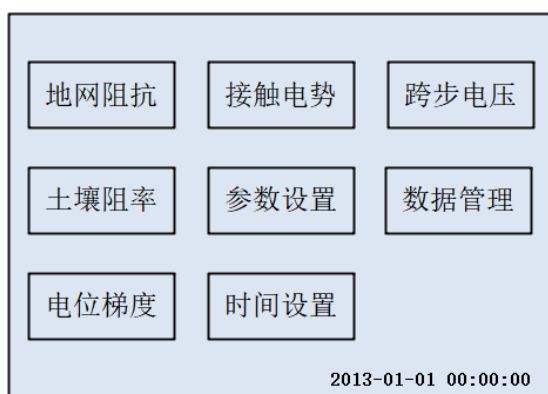 地网阻抗 接触电势 跨步电压
土壤阻率 参数设置 数据管理
电位梯度 时间设置
2013-01-01 00:00:00